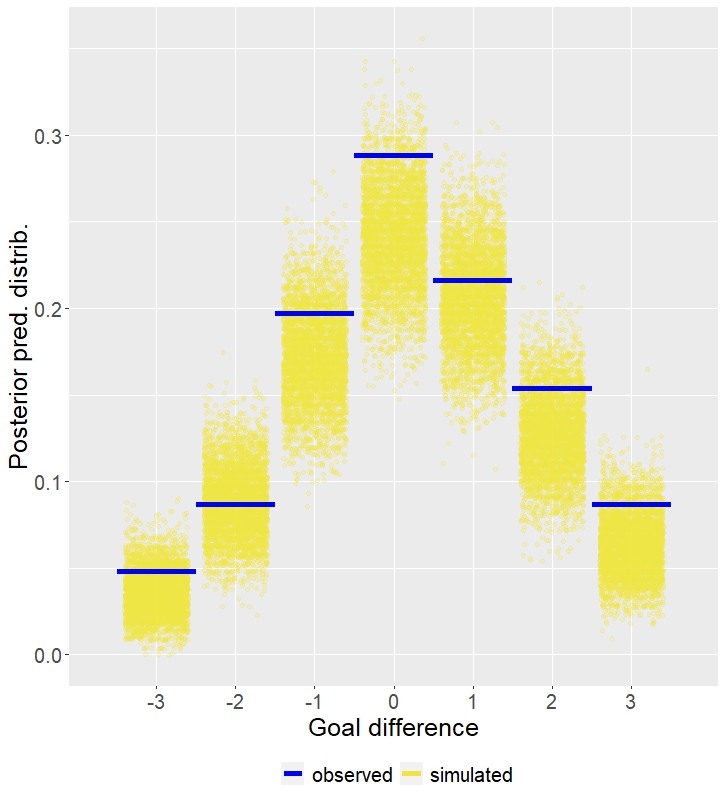 Posterior pred. distrib.
0.3
0.2
0.1
0.0
-3 -2 -1 0 1 2 3
Goal difference
observed simulated